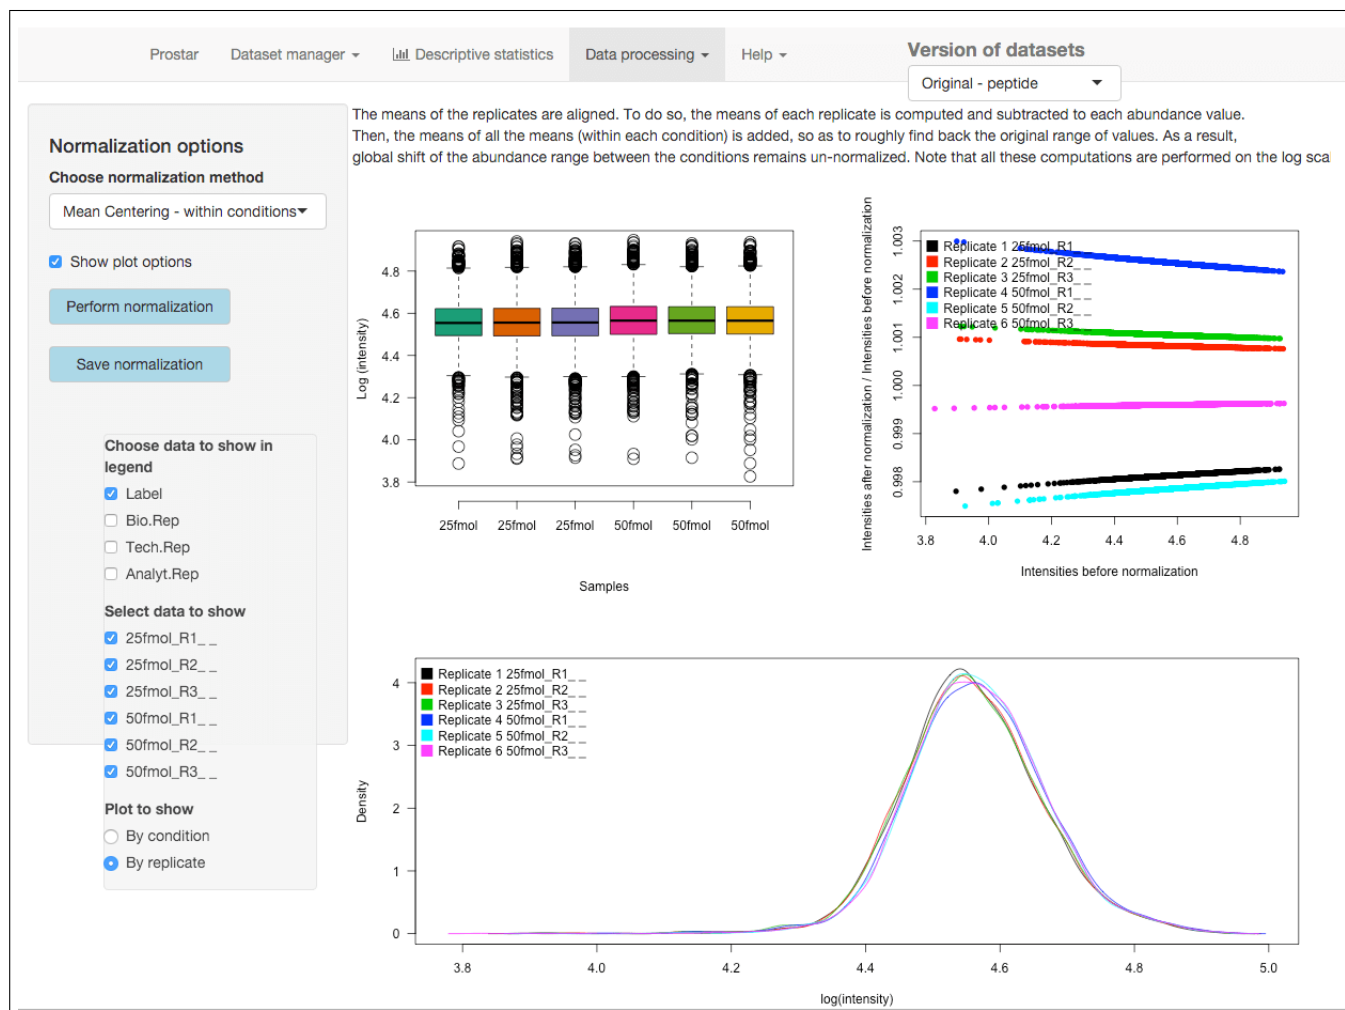 Prostar Dataset manager Descriptive statistics Data processing Help
Version of datasets
Original - peptide
The means of the replicates are aligned. To do so, the means of each replicate is computed and subtracted to each abundance value.
Then, the means of all the means (within each condition) is added, so as to roughly find back the original range of values. As a result,
global shift of the abundance range between the conditions remains un-normalized. Note that all these computations are performed on the log scal
Normalization options
Choose normalization method
Mean Centering - within conditions
Show plot options
Perform normalization
Save normalization
Choose data to show in
legend
Label
Bio.Rep
Tech.Rep
Analyt.Rep
Select data to show
25fmol_R1_ _
25fmol_R2_ _
25fmol_R3_ _
50fmol_R1_ _
50fmol_R2_ _
50fmol_R3_ _
Plot to show
By condition
By replicate
Log (intensity)
4.8
4.6
4.4
4.2
4.0
3.8
25fmol 25fmol 25fmol 50fmol 50fmol 50fmol
Samples
Intensities after normalization / Intensities before normalization
1.003
1.002
1.001
1.000
0.999
0.998
Replicate 1 25fmol_R1_ _
Replicate 2 25fmol_R2_ _
Replicate 3 25fmol_R3_ _
Replicate 4 50fmol_R1_ _
Replicate 5 50fmol_R2_ _
Replicate 6 50fmol_R3_ _
3.8 4.0 4.2 4.4 4.6 4.8
Intensities before normalization
Density
4
3
2
1
0
Replicate 1 25fmol_R1_ _
Replicate 2 25fmol_R2_ _
Replicate 3 25fmol_R3_ _
Replicate 4 50fmol_R1_ _
Replicate 5 50fmol_R2_ _
Replicate 6 50fmol_R3_ _
3.8 4.0 4.2 4.4 4.6 4.8 5.0
log(intensity)